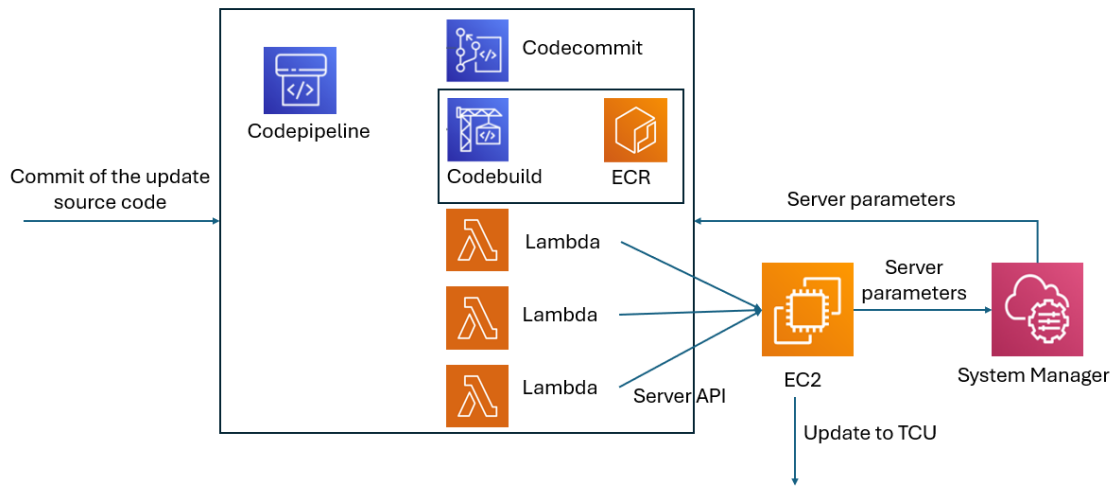 Codecommit
Codepipeline
Codebuild
ECR
Commit of the update
source code
Server parameters
Lambda
Server
parameters
Lambda
Lambda
Server API
EC2
System Manager
Update to TCU